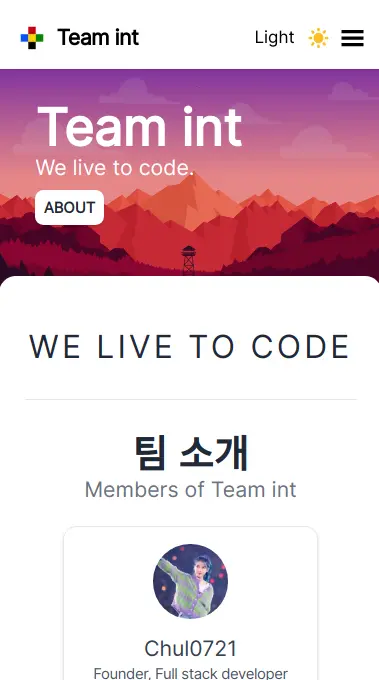 Team int
Light
Team int
We live to code.
ABOUT
WE LIVE TO CODE
팀 소개
Members of Team int
Chul0721
Founder, Full stack developer